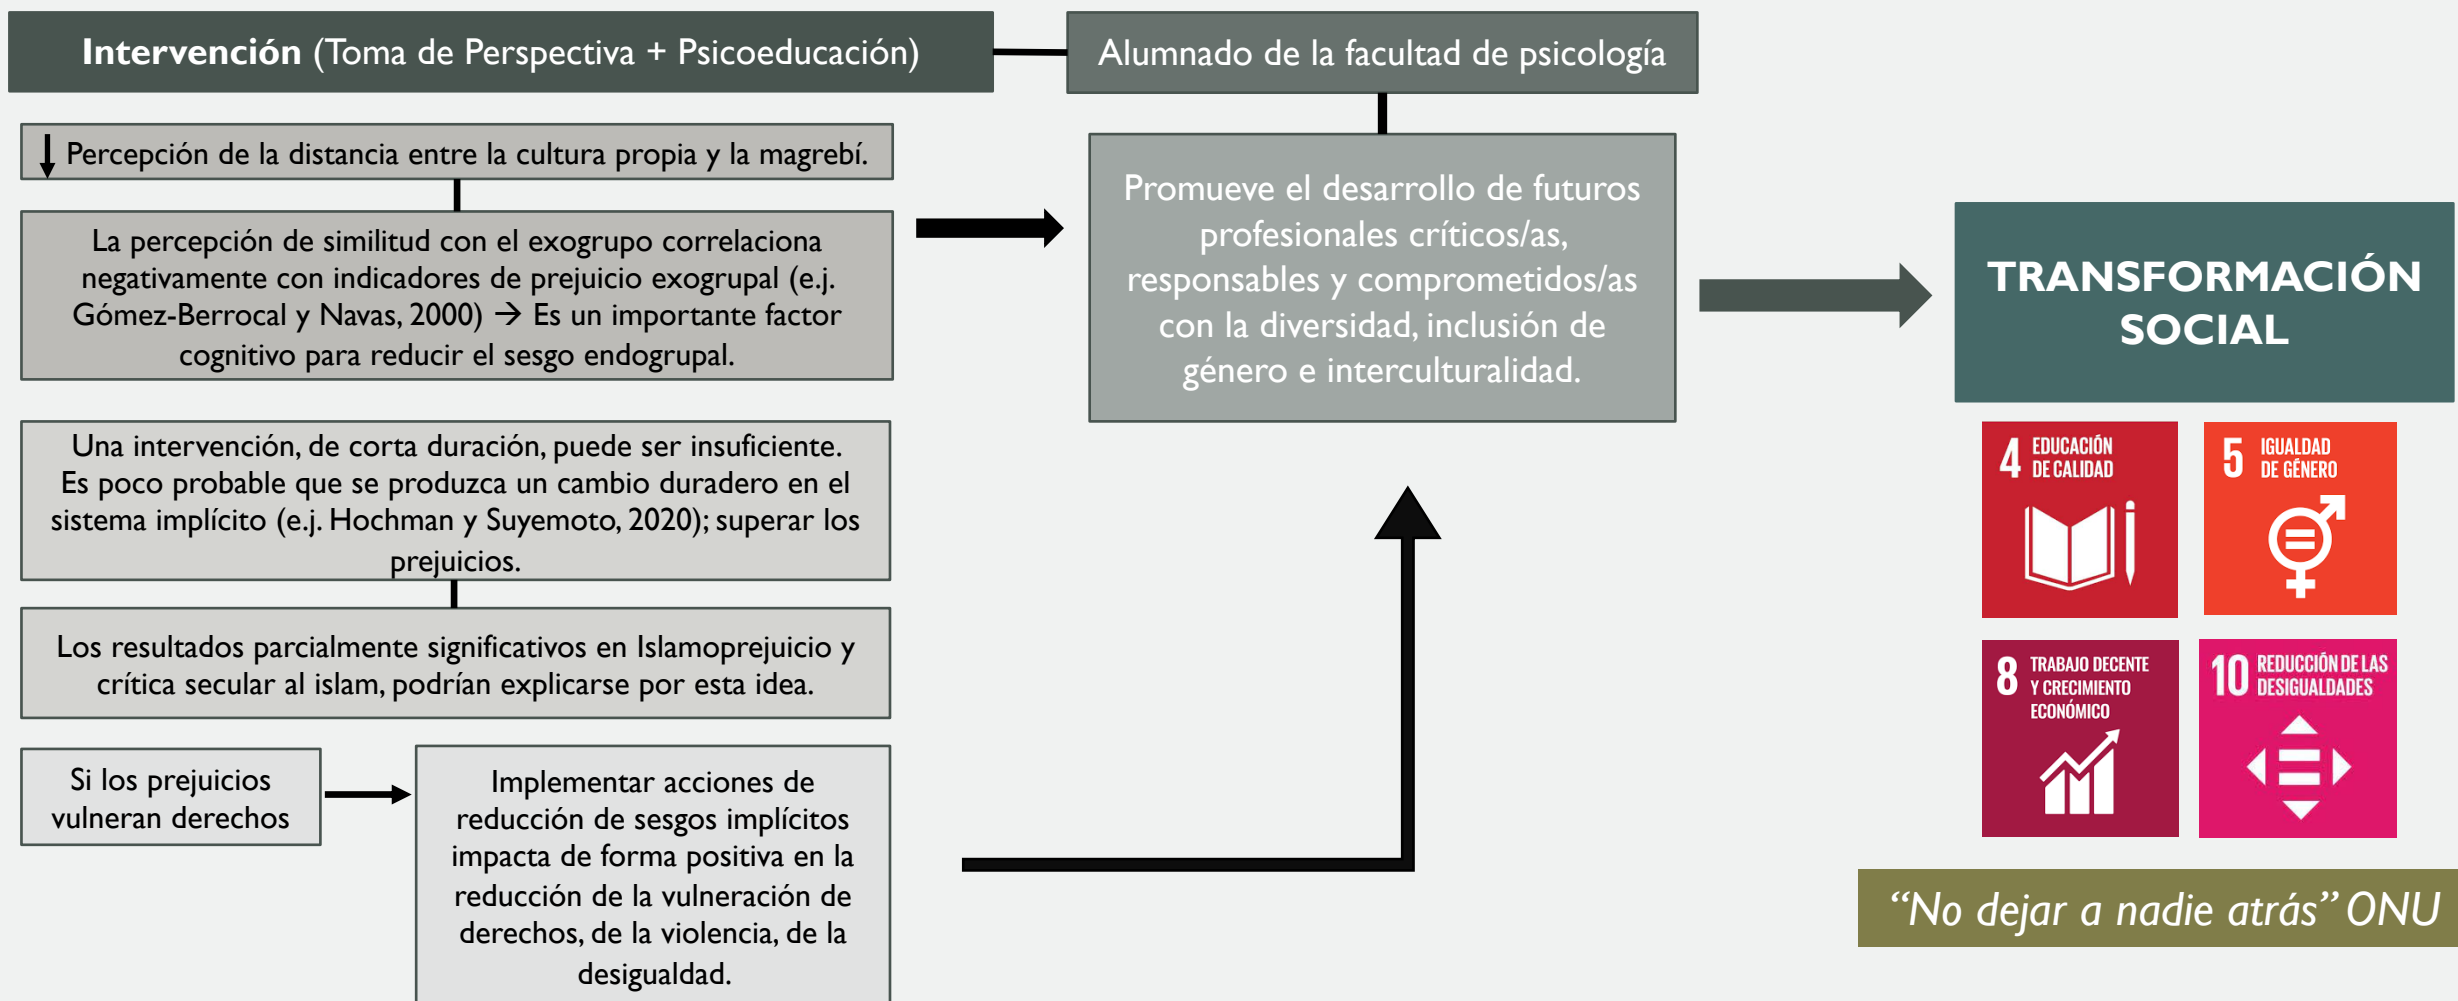 Intervención (Toma de Perspectiva + Psicoeducación)
Alumnado de la facultad de psicología
Percepción de la distancia entre la cultura propia y la magrebí.
La percepción de similitud con el exogrupo correlaciona
negativamente con indicadores de prejuicio exogrupal (e.j.
Gómez-Berrocal y Navas, 2000) → Es un importante factor
cognitivo para reducir el sesgo endogrupal.
Una intervención, de corta duración, puede ser insuficiente.
Es poco probable que se produzca un cambio duradero en el
sistema implícito (e.j. Hochman y Suyemoto, 2020); superar los
prejuicios.
Los resultados parcialmente significativos en Islamoprejuicio y
crítica secular al islam, podrían explicarse por esta idea.
Si los prejuicios
vulneran derechos
Implementar acciones de
reducción de sesgos implícitos
impacta de forma positiva en la
reducción de la vulneración de
derechos, de la violencia, de la
desigualdad.
Promueve el desarrollo de futuros
profesionales críticos/as,
responsables y comprometidos/as
con la diversidad, inclusión de
género e interculturalidad.
TRANSFORMACIÓN
SOCIAL
4 EDUCACIÓN
DE CALIDAD
5 IGUALDAD
DE GÉNERO
8 TRABAJO DECENTE
Y CRECIMIENTO
ECONÓMICO
10 REDUCCIÓN DE LAS
DESIGUALDADES
“No dejar a nadie atrás” ONU